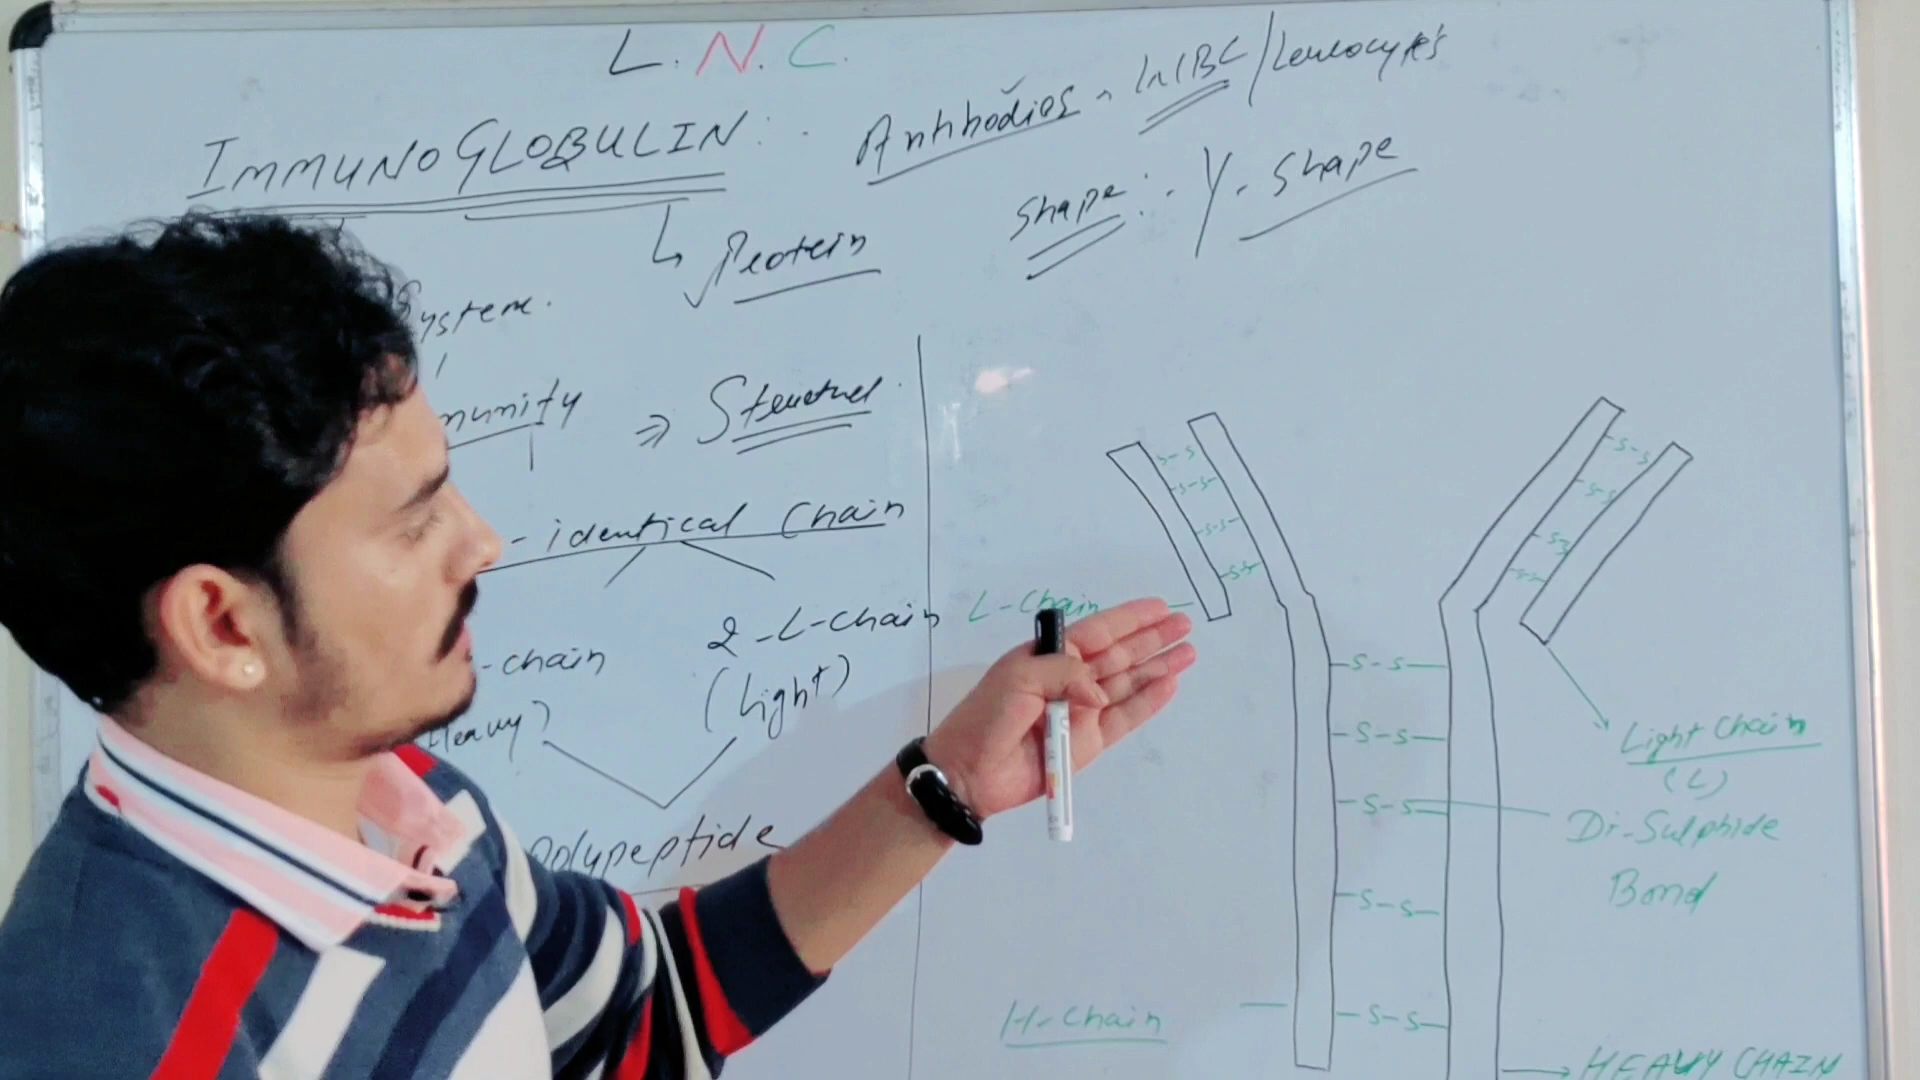 L. N. C.
IMMUNOGLOBULIN :-
Antibodies - WBC/Leucocytes
Shape :- Y- Shape
↳ Protein
System.
munity
⇒ Structure
- identical Chain
-chain
2-L-chain
(Heavy)
(Light)
polypeptide
S-S S-S
S-S S-S
S-S S-S
S-S S-S
L-Chain
S-S
S-S
S-S
S-S
S-S
Light Chain
(L)
Di-Sulphide
Bond
H-Chain
HEAVY CHAIN